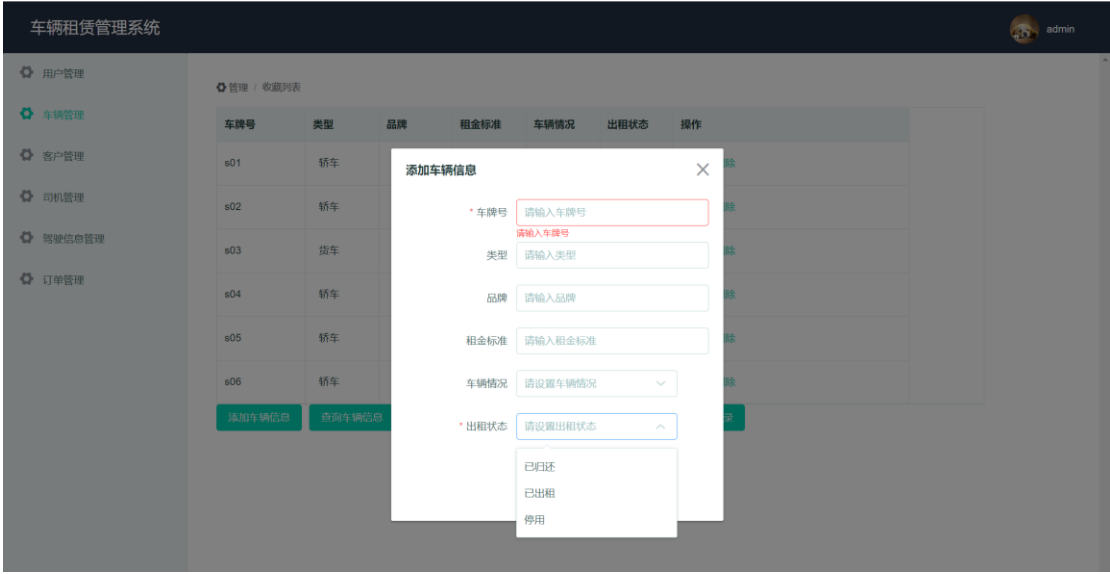 车辆租赁管理系统
admin
用户管理
车辆管理
客户管理
司机管理
驾驶信息管理
订单管理
管理 / 收藏列表
车牌号 类型 品牌 租金标准 车辆情况 出租状态 操作
s01 轿车 除
s02 轿车 除
s03 货车 除
s04 轿车 除
s05 轿车 除
s06 轿车 除
添加车辆信息 查询车辆信息 录
添加车辆信息
* 车牌号 请输入车牌号
请输入车牌号
类型 请输入类型
品牌 请输入品牌
租金标准 请输入租金标准
车辆情况 请设置车辆情况
* 出租状态 请设置出租状态
已归还
已出租
停用